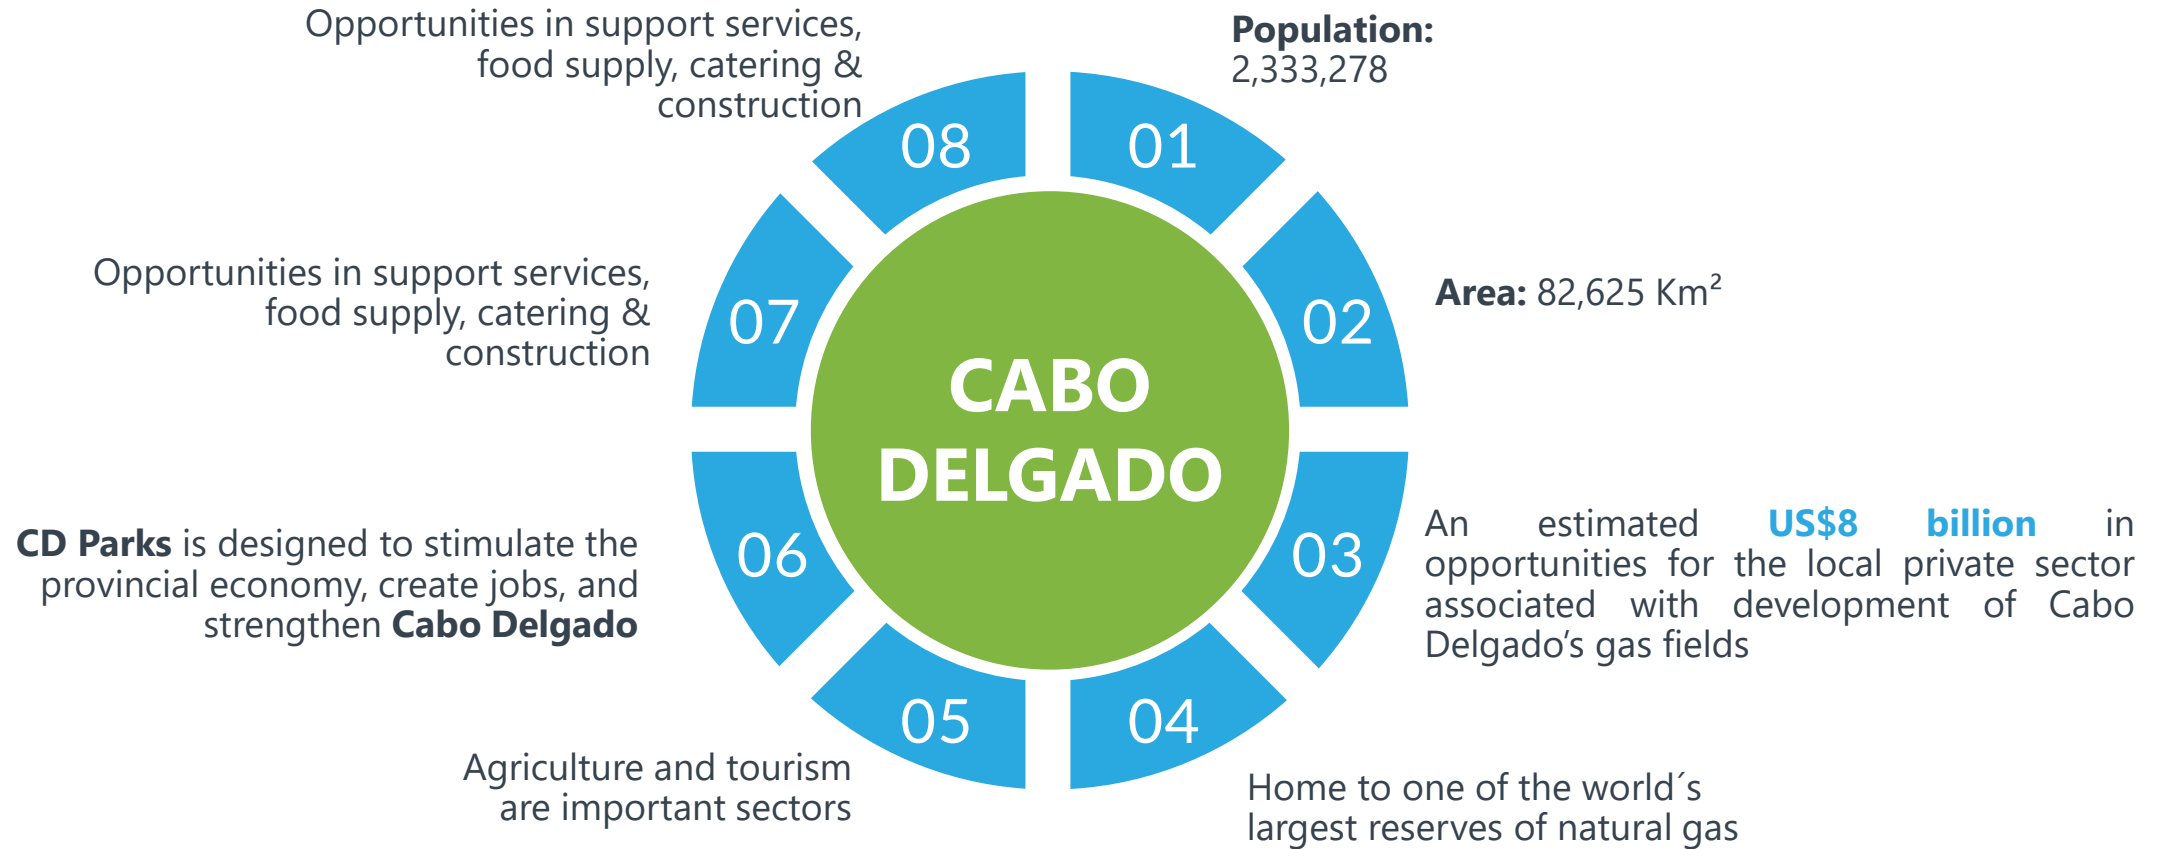 CABO
DELGADO
01
Population:
2,333,278
02
Area: 82,625 Km²
03
An estimated US$8 billion in
opportunities for the local private sector
associated with development of Cabo
Delgado’s gas fields
04
Home to one of the world´s
largest reserves of natural gas
05
Agriculture and tourism
are important sectors
06
CD Parks is designed to stimulate the
provincial economy, create jobs, and
strengthen Cabo Delgado
07
Opportunities in support services,
food supply, catering &
construction
08
Opportunities in support services,
food supply, catering &
construction